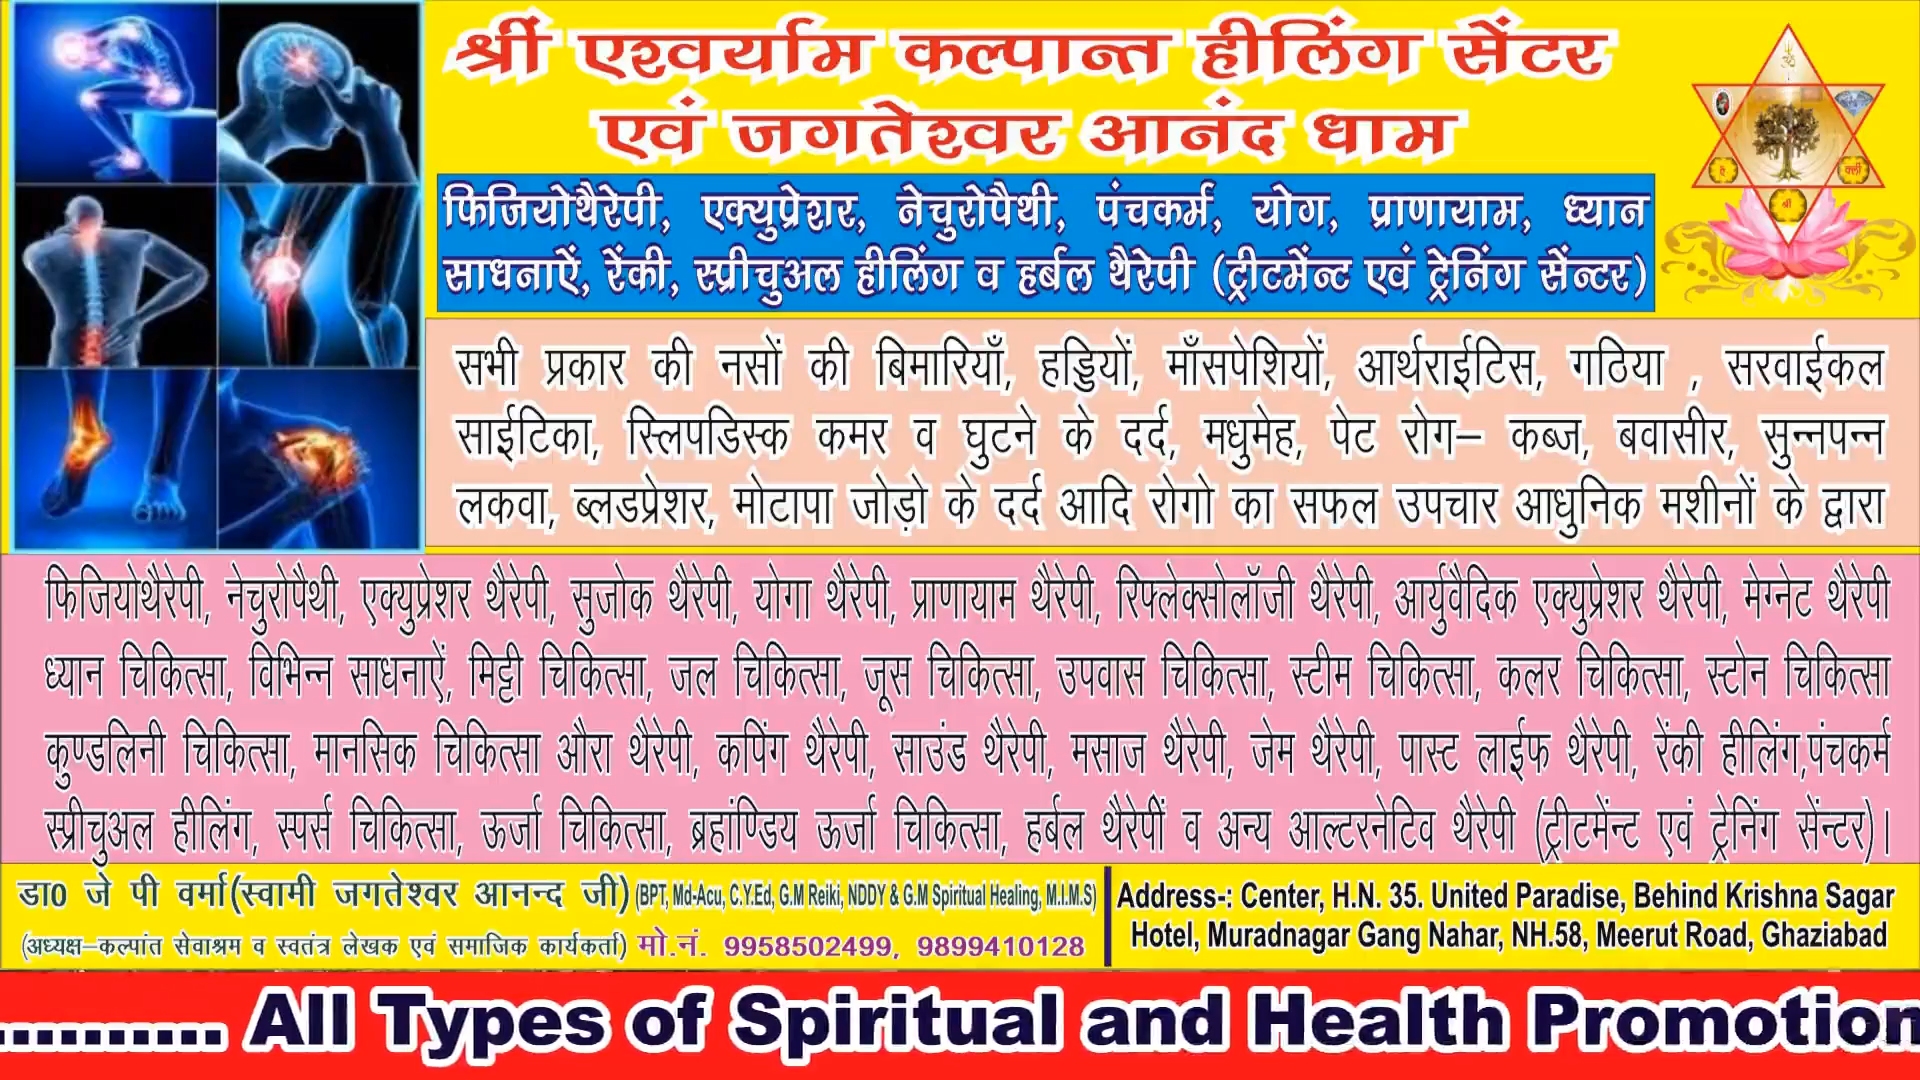 श्रीं एश्वर्याम कल्पान्त हीलिंग सेंटर
एवं जगतेश्वर आनंद धाम
फिजियोथैरेपी, एक्युप्रेशर, नेचुरोपैथी, पंचकर्म, योग, प्राणायाम, ध्यान
साधनाऐं, रेंकी, स्प्रीचुअल हीलिंग व हर्बल थैरेपी (ट्रीटमेंन्ट एवं ट्रेनिंग सेंन्टर)
ऐं
क्लीं
श्रीं
सभी प्रकार की नसों की बिमारियाँ, हड्डियों, माँसपेशियों, आर्थराईटिस, गठिया , सरवाईकल
साईटिका, स्लिपडिस्क कमर व घुटने के दर्द, मधुमेह, पेट रोग– कब्ज, बवासीर, सुन्नपन्न
लकवा, ब्लडप्रेशर, मोटापा जोड़ो के दर्द आदि रोगो का सफल उपचार आधुनिक मशीनों के द्वारा
फिजियोथैरेपी, नेचुरोपैथी, एक्युप्रेशर थैरेपी, सुजोक थैरेपी, योगा थैरेपी, प्राणायाम थैरेपी, रिफ्लेक्सोलॉजी थैरेपी, आर्युवैदिक एक्युप्रेशर थैरेपी, मेग्नेट थैरेपी
ध्यान चिकित्सा, विभिन्न साधनाऐं, मिट्टी चिकित्सा, जल चिकित्सा, जूस चिकित्सा, उपवास चिकित्सा, स्टीम चिकित्सा, कलर चिकित्सा, स्टोन चिकित्सा
कुण्डलिनी चिकित्सा, मानसिक चिकित्सा औरा थैरेपी, कपिंग थैरेपी, साउंड थैरेपी, मसाज थैरेपी, जेम थैरेपी, पास्ट लाईफ थैरेपी, रेंकी हीलिंग,पंचकर्म
स्प्रीचुअल हीलिंग, स्पर्स चिकित्सा, ऊर्जा चिकित्सा, ब्रहाण्डिय ऊर्जा चिकित्सा, हर्बल थैरेपीं व अन्य आल्टरनेटिव थैरेपी (ट्रीटमेंन्ट एवं ट्रेनिंग सेंन्टर)।
डा0 जे पी वर्मा(स्वामी जगतेश्वर आनन्द जी) (BPT, Md-Acu, C.Y.Ed, G.M Reiki, NDDY & G.M Spiritual Healing, M.I.M.S)
(अध्यक्ष–कल्पांत सेवाश्रम व स्वतंत्र लेखक एवं समाजिक कार्यकर्ता) मो.नं. 9958502499, 9899410128
Address-: Center, H.N. 35. United Paradise, Behind Krishna Sagar
Hotel, Muradnagar Gang Nahar, NH.58, Meerut Road, Ghaziabad
........... All Types of Spiritual and Health Promotion